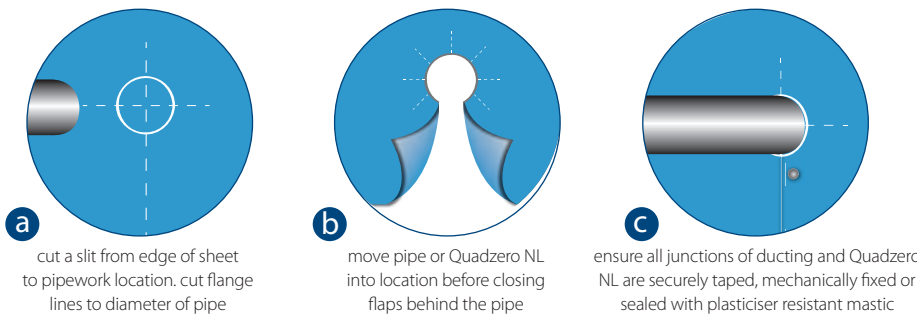 a
cut a slit from edge of sheet
to pipework location. cut flange
lines to diameter of pipe
b
move pipe or Quadzero NL
into location before closing
flaps behind the pipe
c
ensure all junctions of ducting and Quadzero
NL are securely taped, mechanically fixed or
sealed with plasticiser resistant mastic